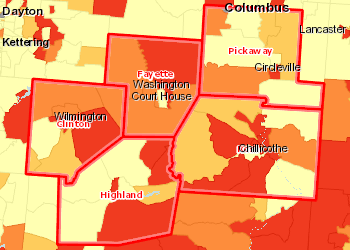 Dayton
Columbus
Lancaster
Kettering
Pickaway
Circleville
Fayette
Washington
Court House
Wilmington
Clinton
Chillicothe
Highland